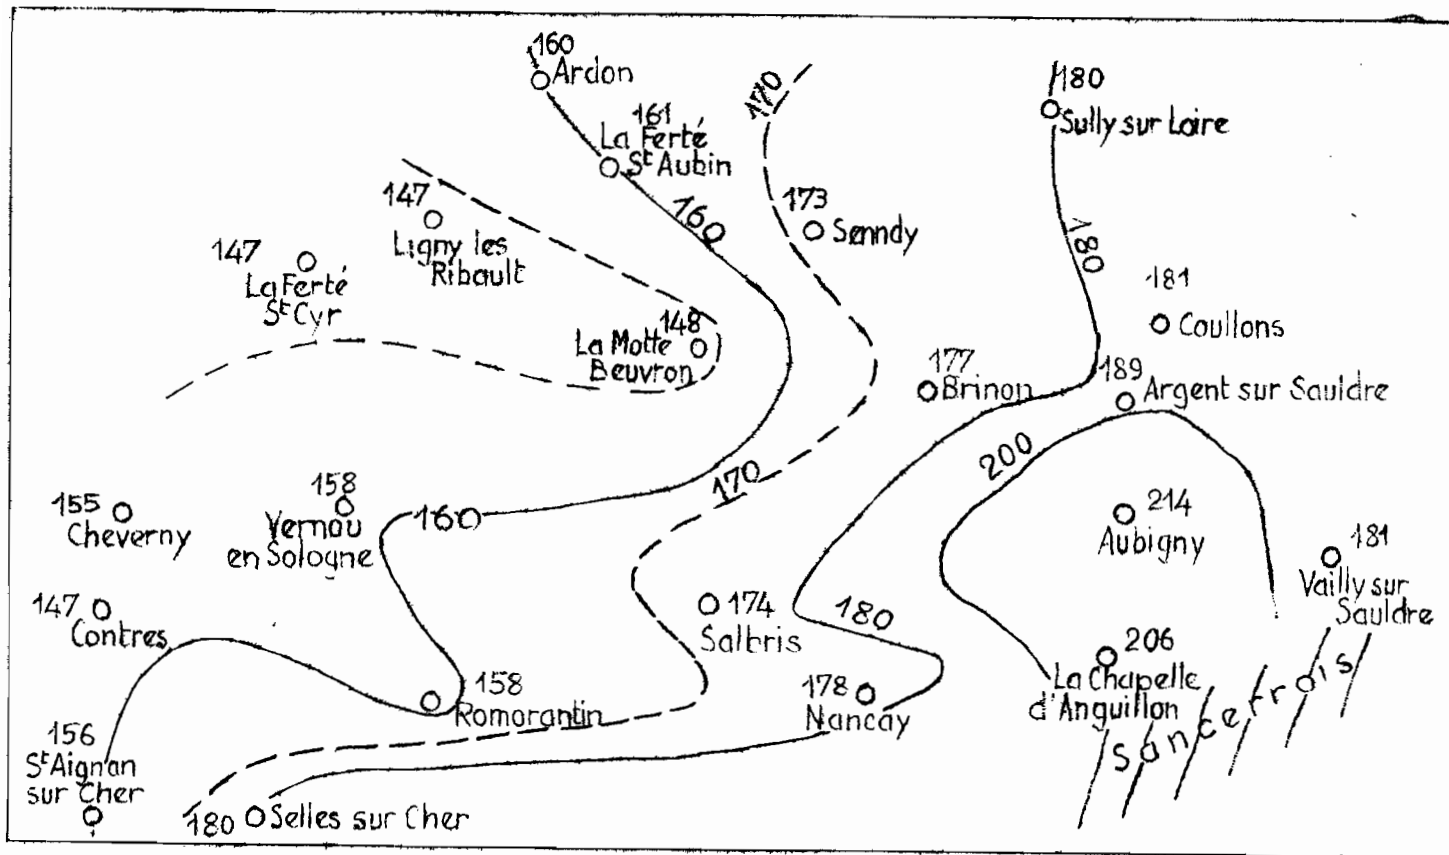 160
Ardon
161
La Ferté
St Aubin
170
180
Sully sur Loire
147
Ligny les
Ribault
160
173
Senndy
147
La Ferté
St Cyr
180
181
Coullons
148
La Motte
Beuvron
177
Brinon
189
Argent sur Sauldre
200
170
155
Cheverny
158
Vernou
en Sologne
160
214
Aubigny
181
Vailly sur
Sauldre
147
Contres
174
Salbris
180
206
La Chapelle
d'Anguillon
158
Romorantin
178
Nancay
Sancerrois
156
St Aignan
sur Cher
180
Selles sur Cher